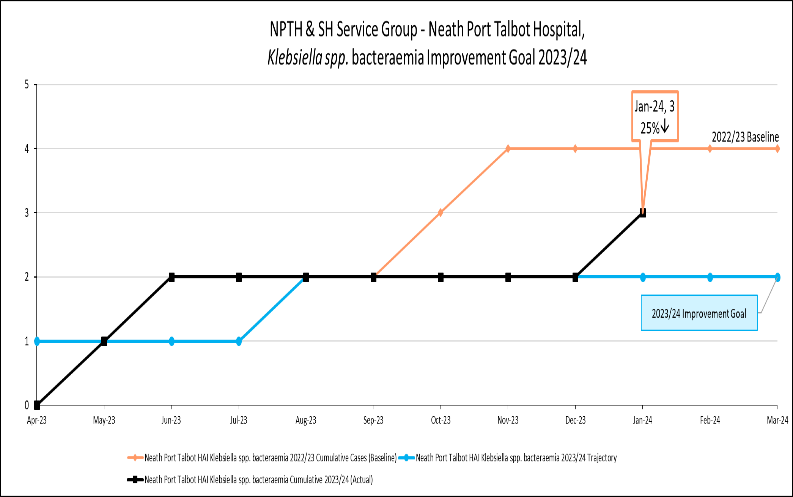 NPTH & SH Service Group - Neath Port Talbot Hospital,
Klebsiella spp. bacteraemia Improvement Goal 2023/24
5
4
3
2
1
0
Jan-24, 3
25%↓
2022/23 Baseline
2023/24 Improvement Goal
Apr-23 May-23 Jun-23 Jul-23 Aug-23 Sep-23 Oct-23 Nov-23 Dec-23 Jan-24 Feb-24 Mar-24
Neath Port Talbot HAI Klebsiella spp. bacteraemia 2022/23 Cumulative Cases (Baseline) Neath Port Talbot HAI Klebsiella spp. bacteraemia 2023/24 Trajectory
Neath Port Talbot HAI Klebsiella spp. bacteraemia Cumulative 2023/24 (Actual)